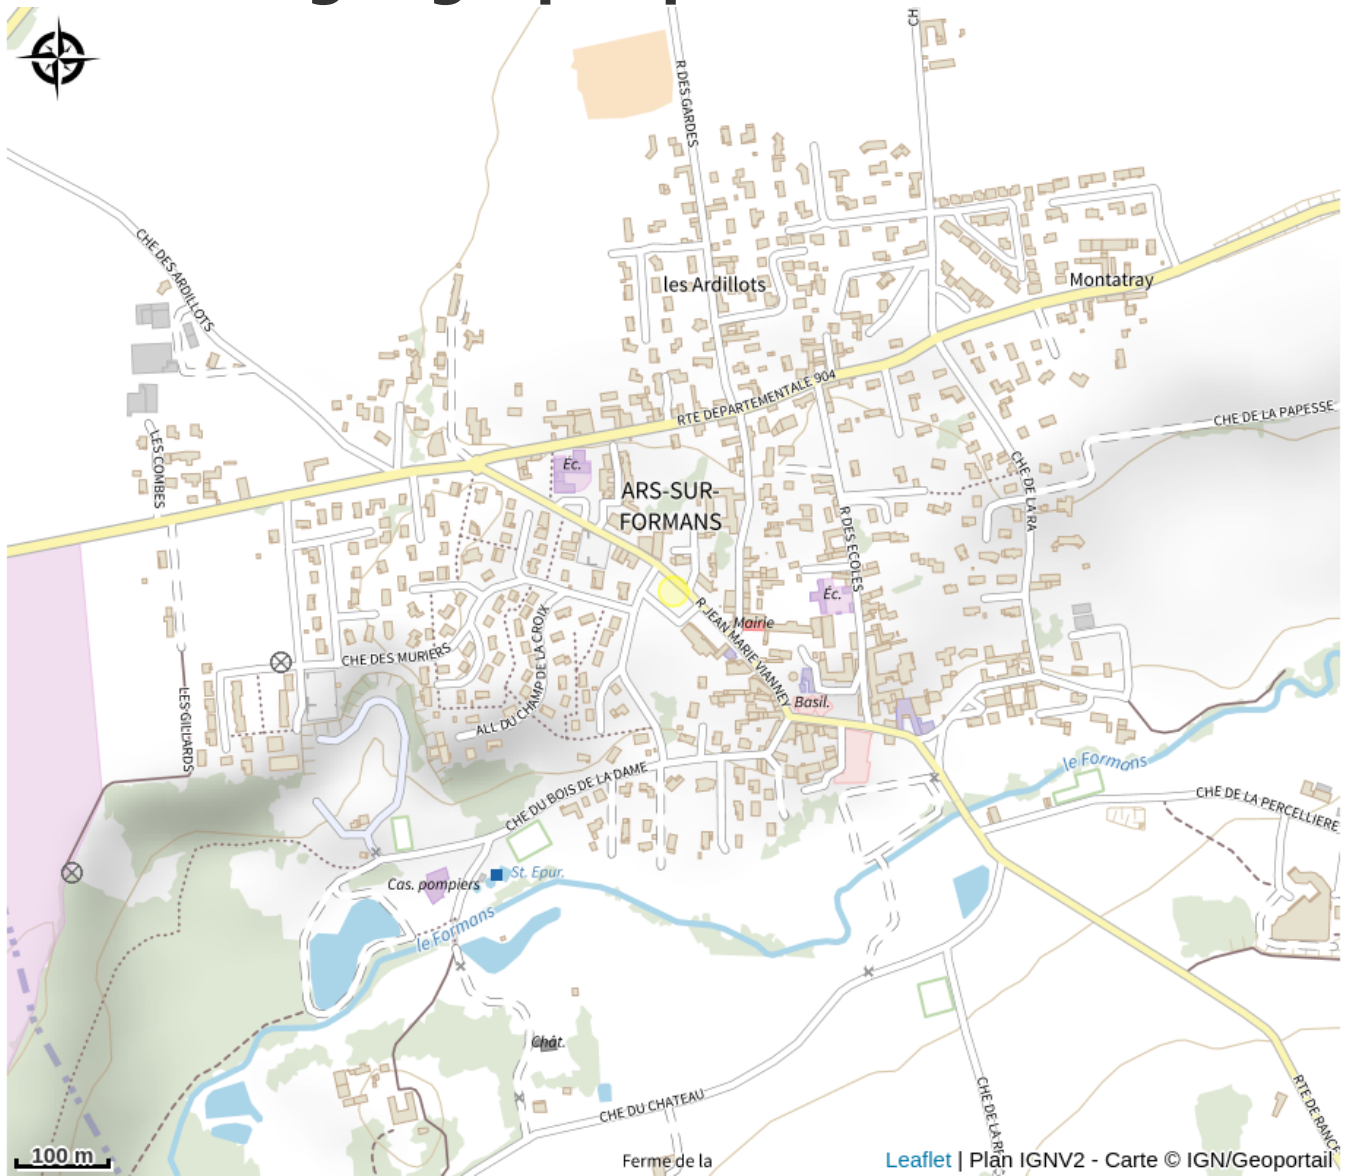 CH
R DES GARDES
CHE DES ARDILLOTS
les Ardillots
Montatray
RTE DEPARTEMENTALE 904
CHE DE LA PAPESSE
LES COMBES
Éc.
ARS-SUR-
FORMANS
CHE DE LA RA
R DES ECOLES
Éc.
R JEAN MARIE VIANNEY
Mairie
CHE DES MURIERS
ALL DU CHAMP DE LA CROIX
LES GILLARDS
Basil.
le Formans
CHE DU BOIS DE LA DAME
CHE DE LA PERCELLIERE
St. Epur.
Cas. pompiers
le Formans
Chât.
CHE DU CHATEAU
CHE DE LA
RTE DE RANCE
100 m
Ferme de la
Leaflet | Plan IGNV2 - Carte © IGN/Geoportail